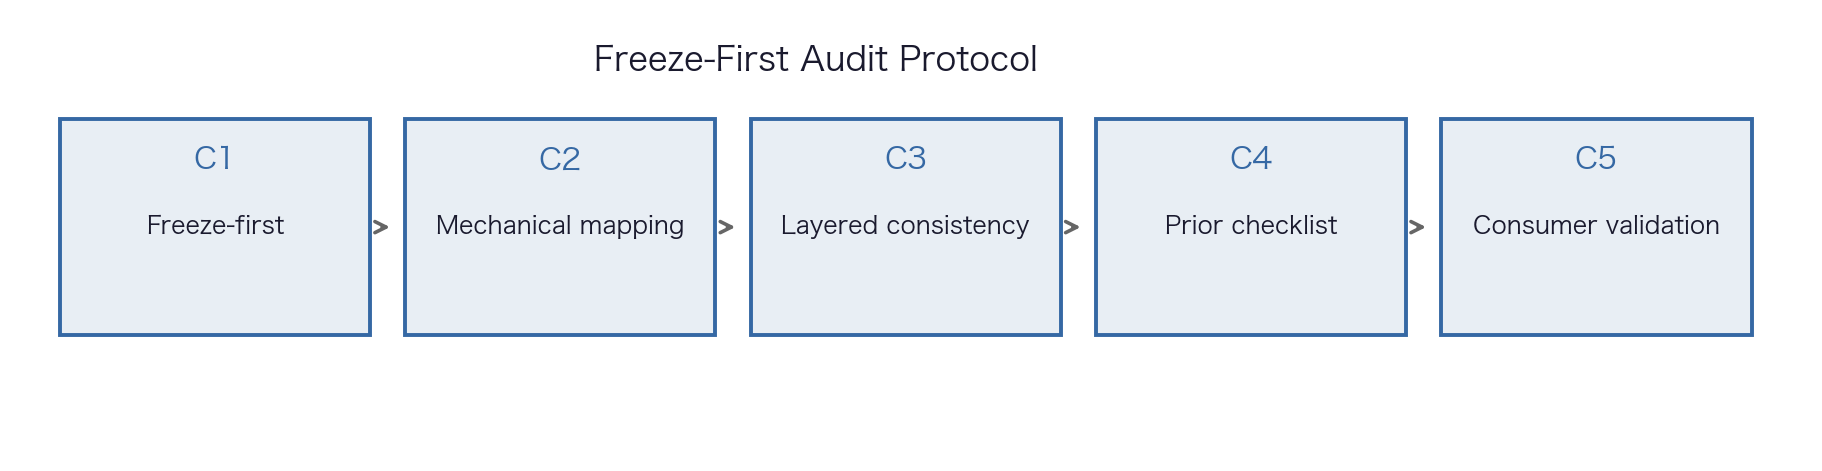 Freeze-First Audit Protocol
C1
Freeze-first
C2
Mechanical mapping
C3
Layered consistency
C4
Prior checklist
C5
Consumer validation